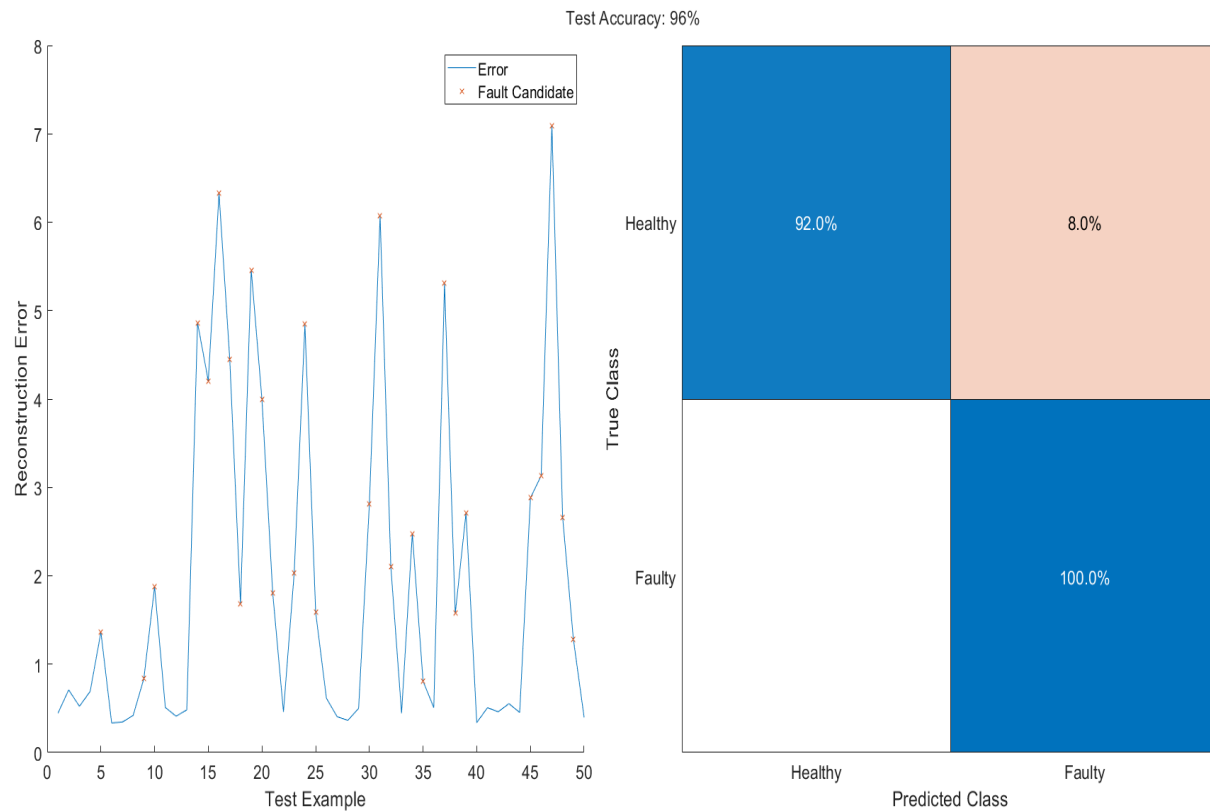 Test Accuracy: 96%
Reconstruction Error
8
7
6
5
4
3
2
1
0
Error
Fault Candidate
0 5 10 15 20 25 30 35 40 45 50
Test Example
True Class
Healthy
92.0%
8.0%
Faulty
100.0%
Healthy
Faulty
Predicted Class